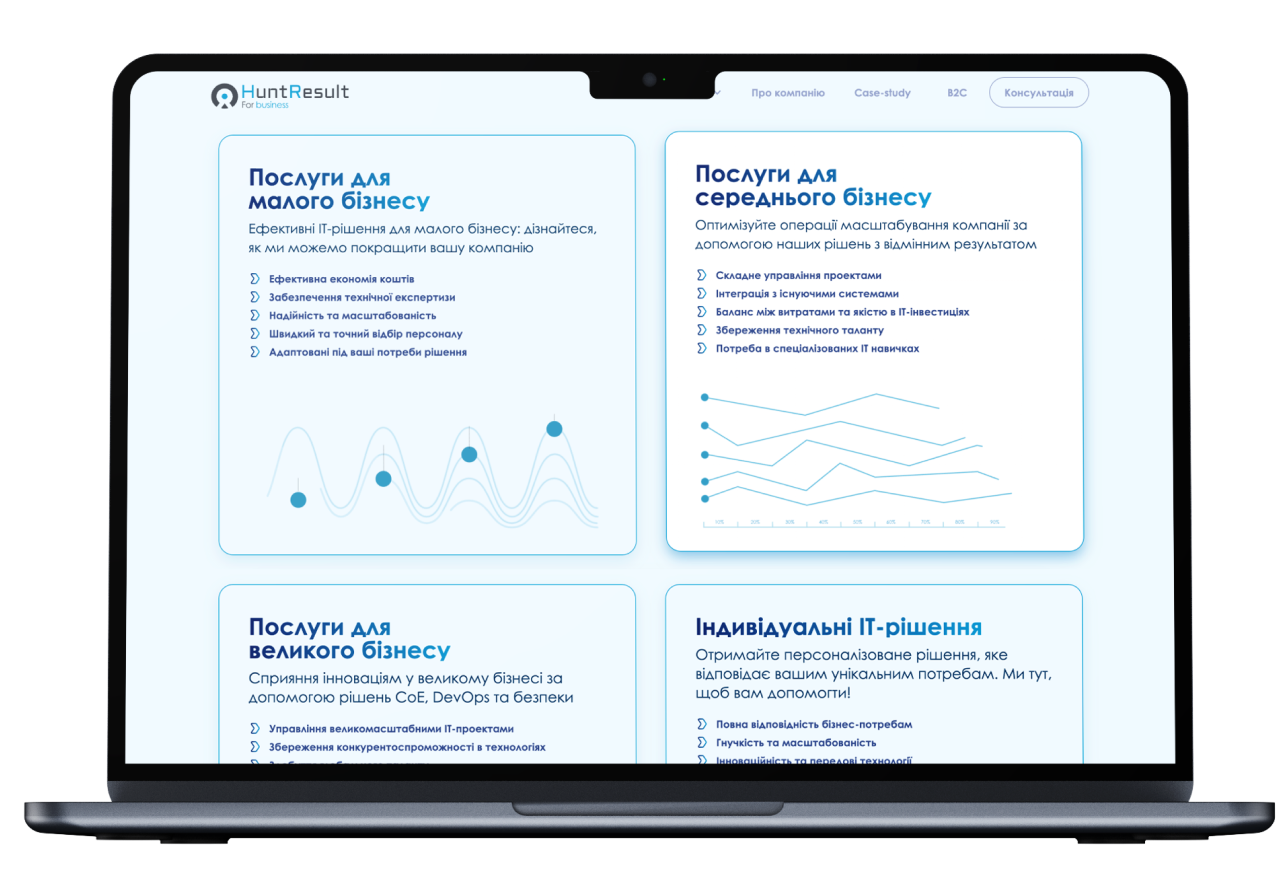 HuntResult
For business
Про компанію
Case-study
B2C
Консультація
Послуги для
малого бізнесу
Ефективні ІТ-рішення для малого бізнесу: дізнайтеся,
як ми можемо покращити вашу компанію
Ефективна економія коштів
Забезпечення технічної експертизи
Надійність та масштабованість
Швидкий та точний відбір персоналу
Адаптовані під ваші потреби рішення
Послуги для
середнього бізнесу
Оптимізуйте операції масштабування компанії за
допомогою наших рішень з відмінним результатом
Складне управління проектами
Інтеграція з існуючими системами
Баланс між витратами та якістю в ІТ-інвестиціях
Збереження технічного таланту
Потреба в спеціалізованих ІТ навичках
Послуги для
великого бізнесу
Сприяння інноваціям у великому бізнесі за
допомогою рішень CoE, DevOps та безпеки
Управління великомасштабними ІТ-проектами
Збереження конкурентоспроможності в технологіях
Індивідуальні ІТ-рішення
Отримайте персоналізоване рішення, яке
відповідає вашим унікальним потребам. Ми тут,
щоб вам допомогти!
Повна відповідність бізнес-потребам
Гнучкість та масштабованість
Інноваційність та передові технології